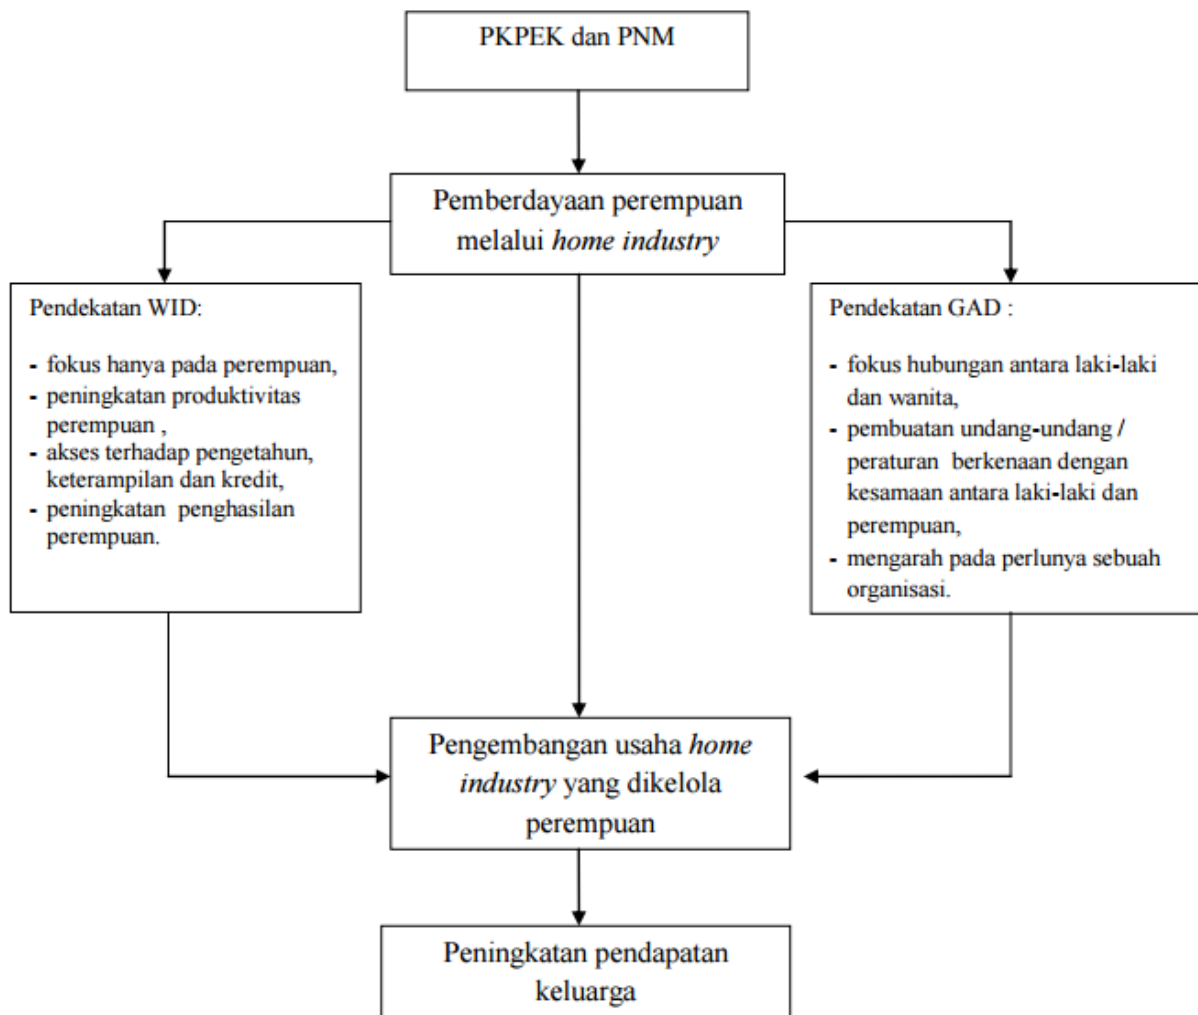 PKPEK dan PNM
Pemberdayaan perempuan
melalui home industry
Pendekatan WID:
- fokus hanya pada perempuan,
- peningkatan produktivitas
perempuan ,
- akses terhadap pengetahun,
keterampilan dan kredit,
- peningkatan penghasilan
perempuan.
Pendekatan GAD :
- fokus hubungan antara laki-laki
dan wanita,
- pembuatan undang-undang /
peraturan berkenaan dengan
kesamaan antara laki-laki dan
perempuan,
- mengarah pada perlunya sebuah
organisasi.
Pengembangan usaha home
industry yang dikelola
perempuan
Peningkatan pendapatan
keluarga